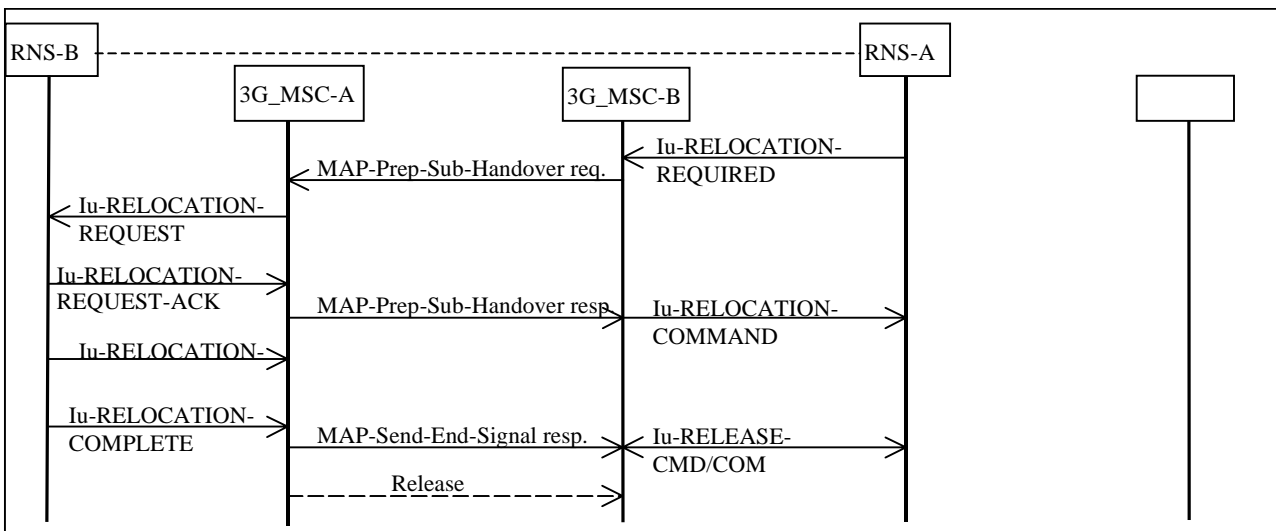 RNS-B
RNS-A
3G_MSC-A
3G_MSC-B
Iu-RELOCATION-
REQUIRED
MAP-Prep-Sub-Handover req.
Iu-RELOCATION-
REQUEST
Iu-RELOCATION-
REQUEST-ACK
MAP-Prep-Sub-Handover resp
Iu-RELOCATION-
COMMAND
Iu-RELOCATION-
Iu-RELOCATION-
COMPLETE
MAP-Send-End-Signal resp.
Iu-RELEASE-
CMD/COM
Release